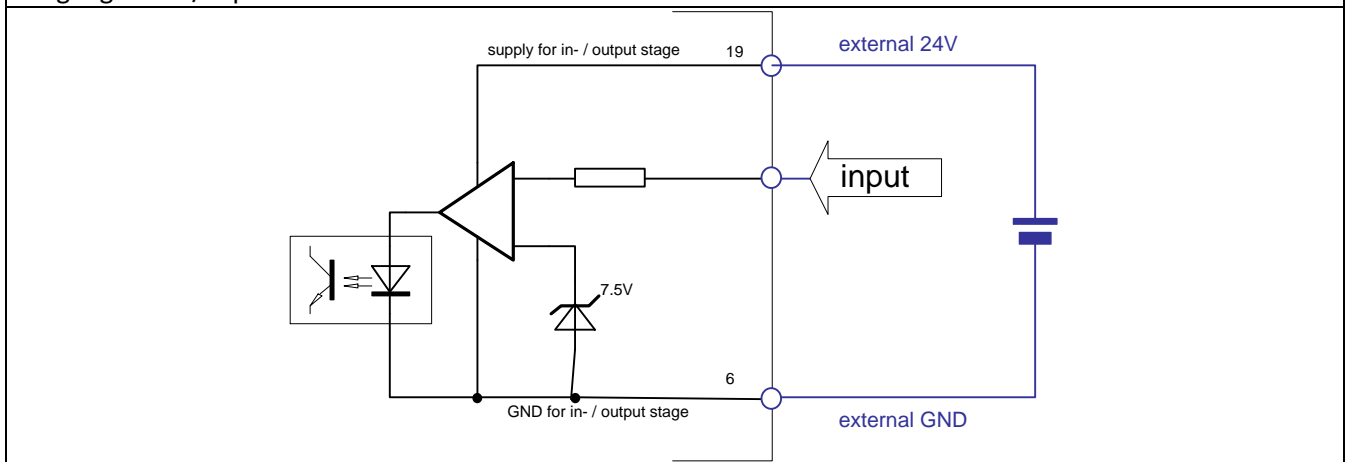 supply for in- / output stage 19 external 24V
input
7.5V
6
GND for in- / output stage
external GND